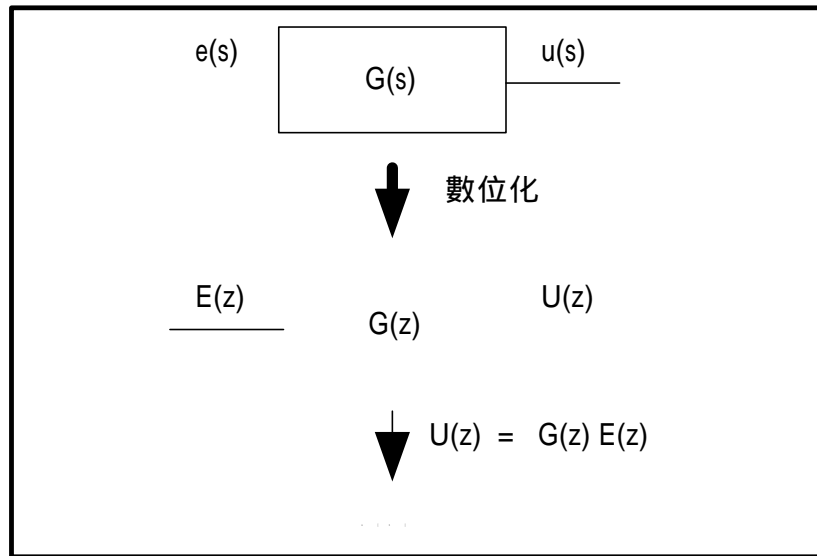 e(s)
G(s)
u(s)
數位化
E(z)
G(z)
U(z)
U(z) = G(z) E(z)